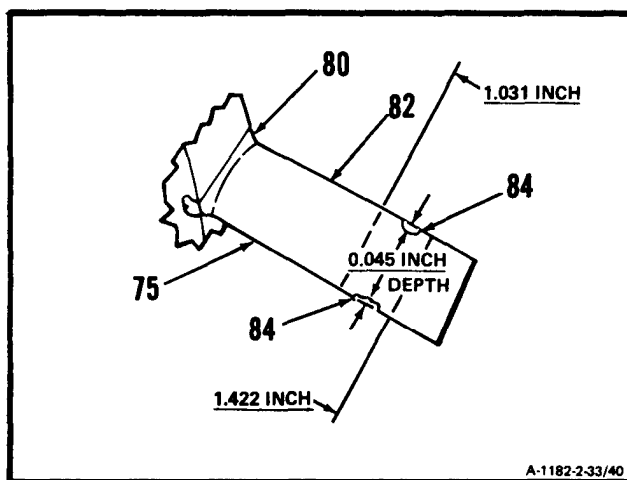 80
1.031 INCH
82
84
0.045 INCH
DEPTH
75
84
1.422 INCH
A-1182-2-33/40